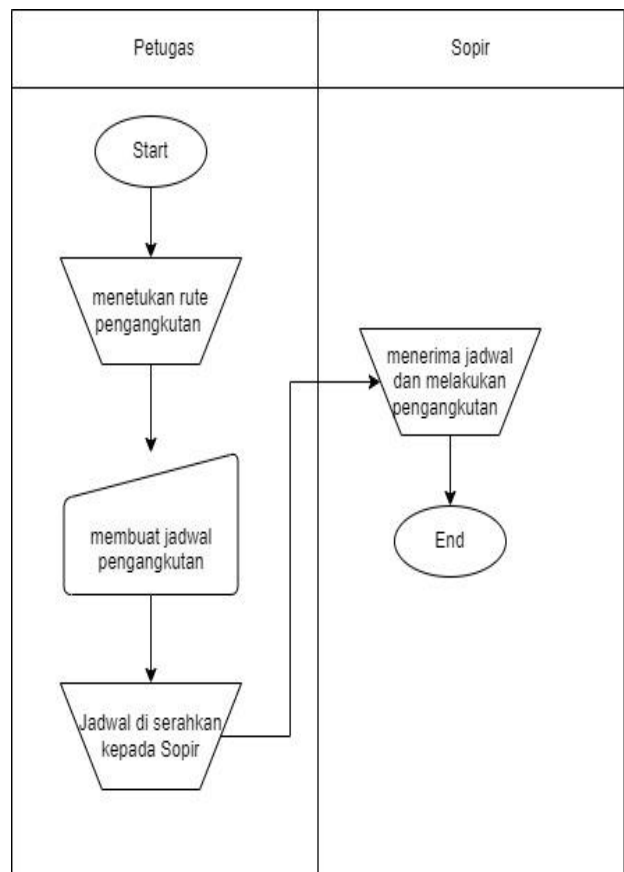 Petugas
Sopir
Start
menetukan rute
pengangkutan
membuat jadwal
pengangkutan
Jadwal di serahkan
kepada Sopir
menerima jadwal
dan melakukan
pengangkutan
End